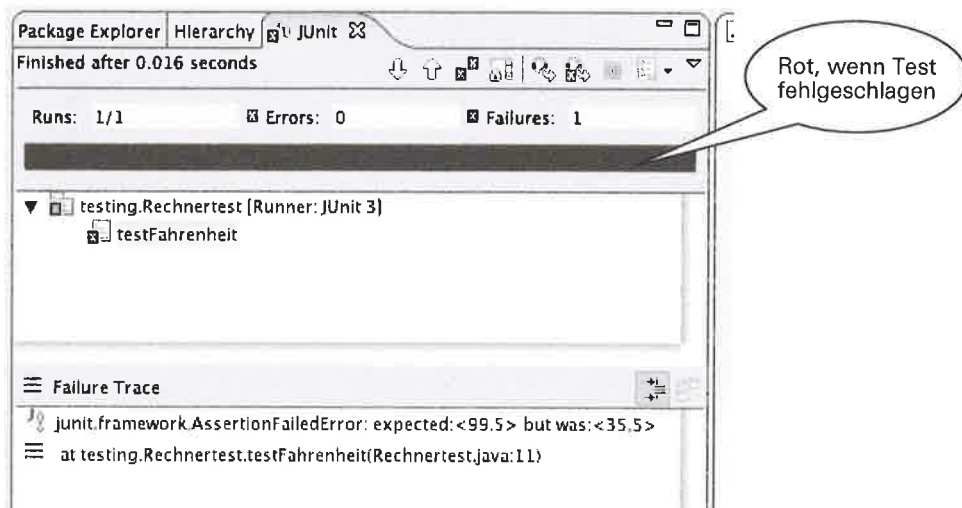 Package Explorer Hierarchy JUnit
Finished after 0.016 seconds
Runs: 1/1 Errors: 0 Failures: 1
Rot, wenn Test
fehlgeschlagen
testing.Rechnertest [Runner: JUnit 3]
testFahrenheit
Failure Trace
junit.framework.AssertionFailedError: expected:<99.5> but was:<35.5>
at testing.Rechnertest.testFahrenheit(Rechnertest.java:11)